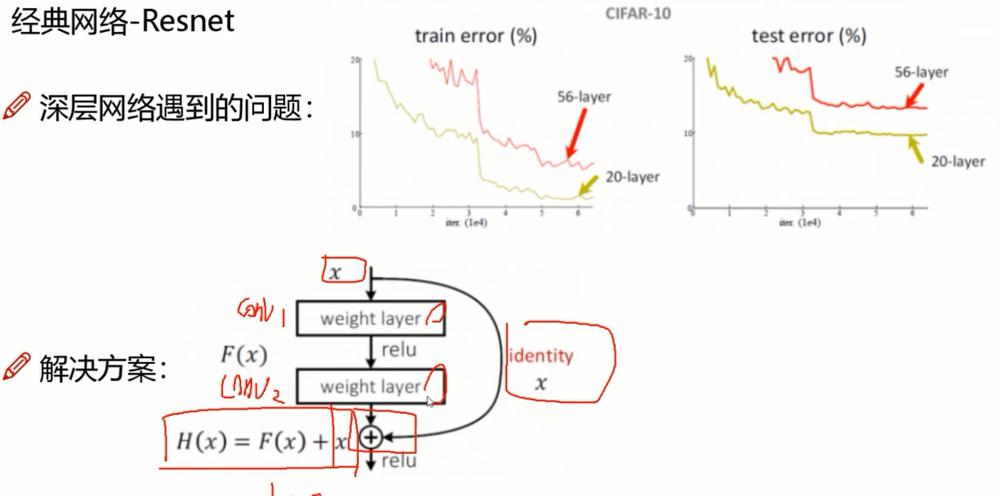 经典网络-Resnet
CIFAR-10
train error (%)
test error (%)
20
10
0
0 1 2 3 4 5 6
iter. (1e4)
56-layer
20-layer
20
10
0 1 2 3 4 5 6
iter. (1e4)
56-layer
20-layer
深层网络遇到的问题：
x
conv1
weight layer
relu
F(x)
identity
x
解决方案：
conv2
weight layer
H(x) = F(x) + x
+
relu